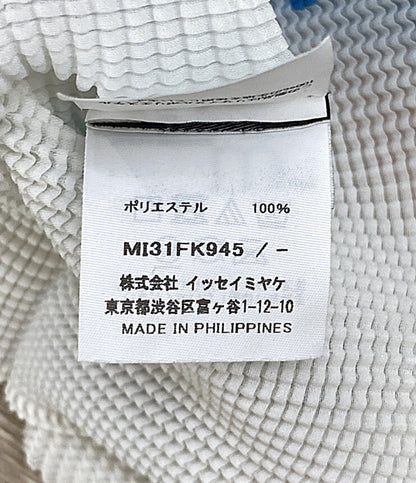 ポリエステル 100%
MI31FK945 / -
株式会社 イッセイミヤケ
東京都渋谷区富ヶ谷1-12-10
MADE IN PHILIPPINES